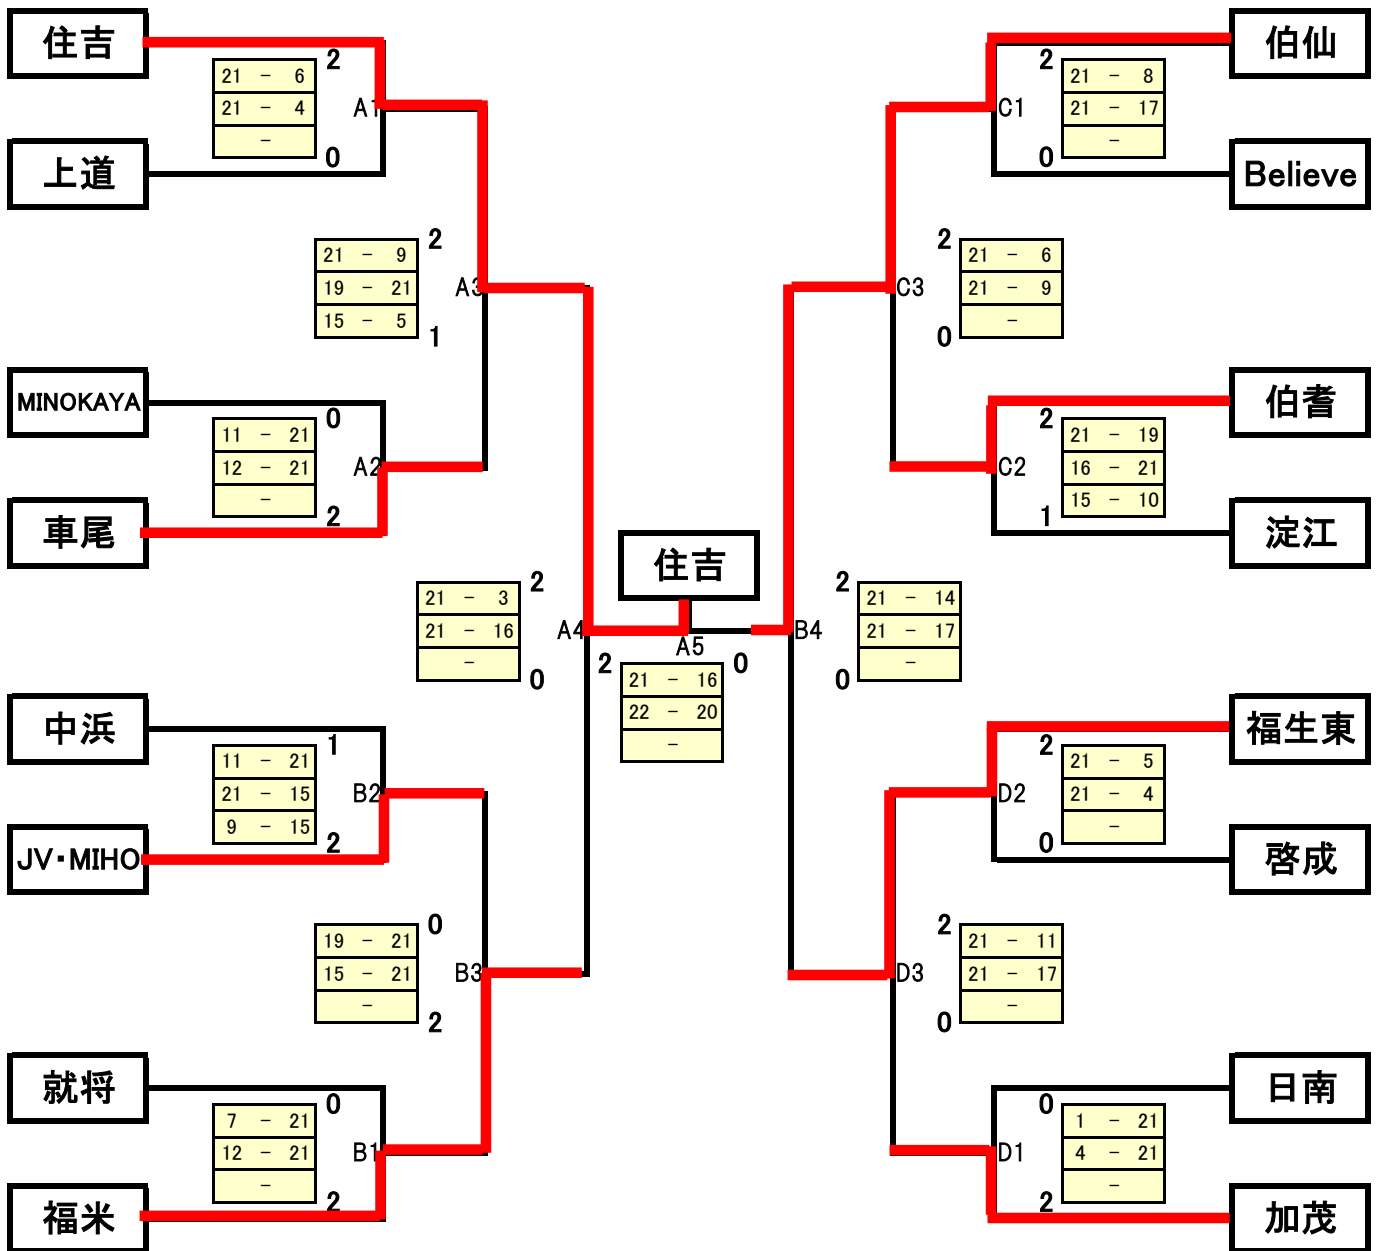 住吉
2
21 - 6
21 - 4
-
A1
0
上道
2
21 - 9
19 - 21
15 - 5
A3
1
MINOKAYA
0
11 - 21
12 - 21
-
A2
2
車尾
21 - 3
21 - 16
-
2
A4
0
中浜
1
11 - 21
21 - 15
9 - 15
B2
2
JV・MIHO
0
19 - 21
15 - 21
-
B3
2
就将
0
7 - 21
12 - 21
-
B1
2
福米
住吉
A5
2
0
21 - 16
22 - 20
-
伯仙
2
21 - 8
21 - 17
-
C1
0
Believe
2
21 - 6
21 - 9
-
C3
0
伯耆
2
21 - 19
16 - 21
15 - 10
C2
1
淀江
2
21 - 14
21 - 17
-
B4
0
福生東
2
21 - 5
21 - 4
-
D2
0
啓成
2
21 - 11
21 - 17
-
D3
0
日南
0
1 - 21
4 - 21
-
D1
2
加茂